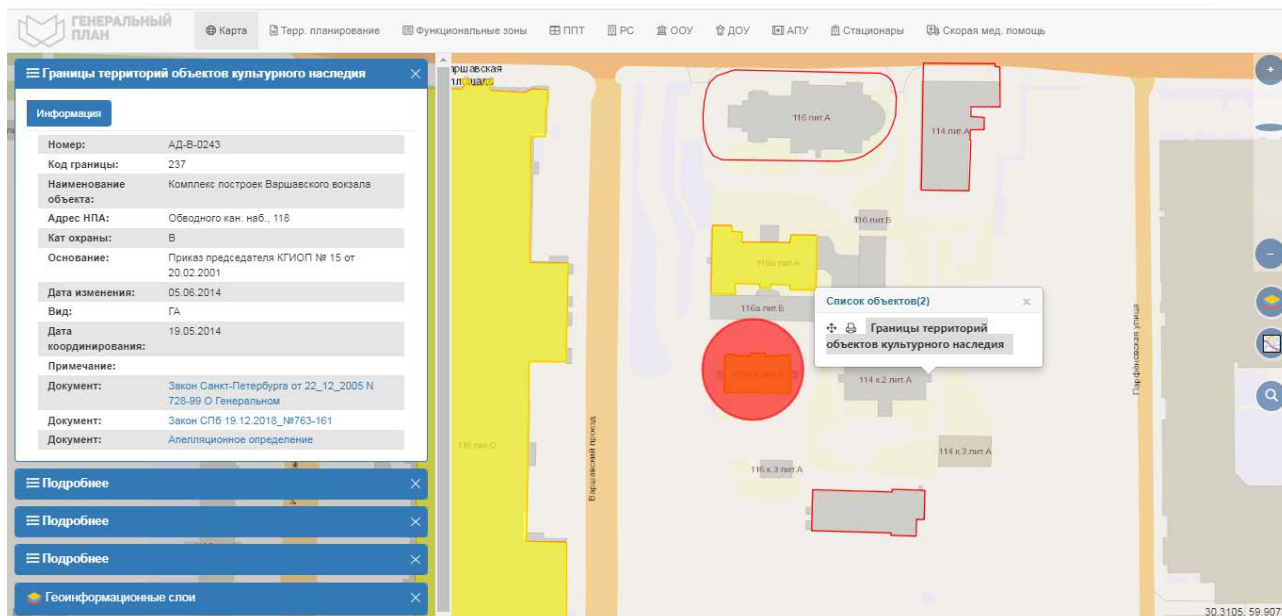 ГЕНЕРАЛЬНЫЙ
ПЛАН
Карта
Терр. планирование
Функциональные зоны
ППТ
РС
ООУ
ДОУ
АПУ
Стационары
Скорая мед. помощь
Границы территорий объектов культурного наследия
Информация
Номер: АД-В-0243
Код границы: 237
Наименование Комплекс построек Варшавского вокзала
объекта:
Адрес НПА: Обводного кан. наб., 118
Кат охраны: В
Основание: Приказ председателя КГИОП № 15 от
20.02.2001
Дата изменения: 05.06.2014
Вид: ГА
Дата 19.05.2014
координирования:
Примечание:
Документ: Закон Санкт-Петербурга от 22_12_2005 N
728-99 О Генеральном
Документ: Закон СПб 19.12.2018_№763-161
Документ: Апелляционное определение
Подробнее
Подробнее
Подробнее
Геоинформационные слои
116 лит.А
114 лит.А
116 лит.Б
116а лит.А
116а лит.Б
Список объектов(2)
Границы территорий
объектов культурного наследия
114 к.2 лит.А
114 к.3 лит.А
116 к.3 лит.А
118 лит.С
Варшавский проезд
Парфёновская улица
30.3105, 59.907